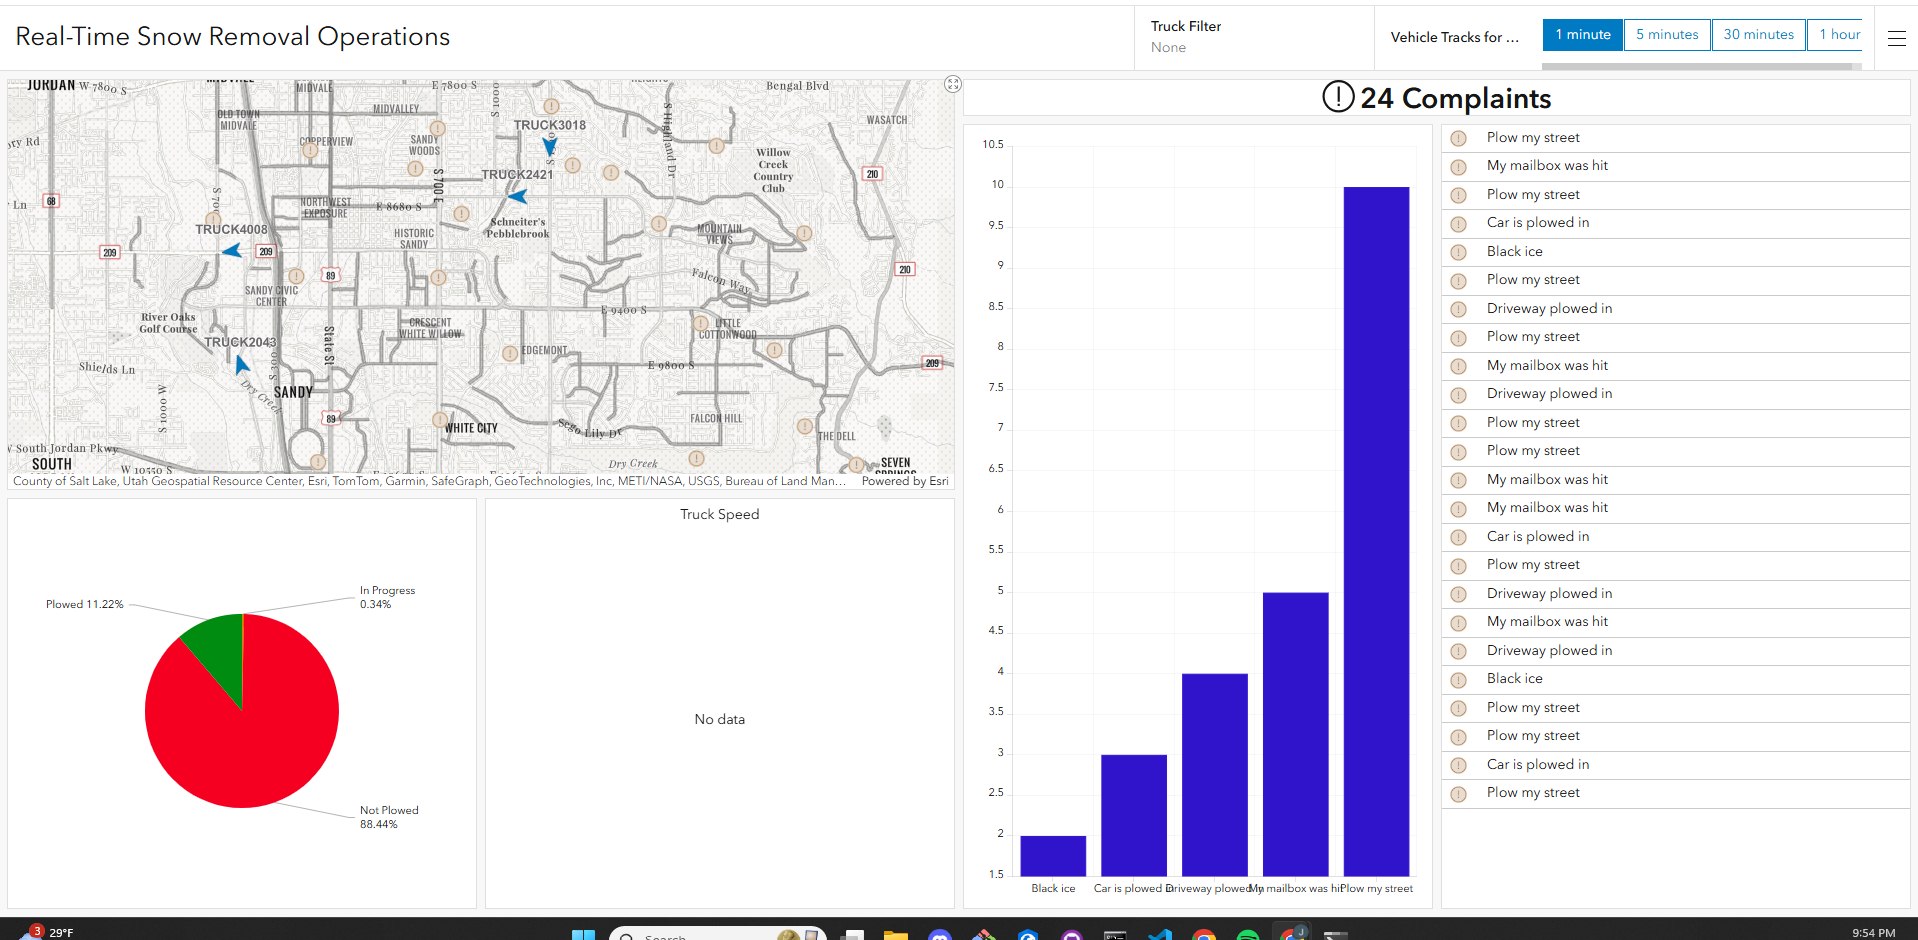 Real-Time Snow Removal Operations
Truck Filter
None
Vehicle Tracks for ...
1 minute
5 minutes
30 minutes
1 hour
JORDAN
W 7800 S
MIDVALE
E 7800 S
S 1000
Bengal Blvd
OLD TOWN
MIDVALE
MIDVALLEY
TRUCK3018
WASATCH
COPPERVIEW
SANDY
WOODS
S Highland Dr
Willow
Creek
Country
Club
TRUCK2421
210
68
S 700 E
NORTHWEST
EXPOSURE
E 8680 S
Schneiter's
Pebblebrook
TRUCK4008
HISTORIC
SANDY
MOUNTAIN
VIEWS
209
209
89
210
Falcon Way
SANDY CIVIC
CENTER
River Oaks
Golf Course
State St
CRESCENT
WHITE WILLOW
E 9400 S
LITTLE
COTTONWOOD
TRUCK2043
EDGEMONT
Shields Ln
E 9800 S
209
S 1000 W
Dry Creek
SANDY
89
WHITE CITY
Sego Lily Dr
FALCON HILL
THE DELL
South Jordan Pkwy
SOUTH
W 10550 S
Dry Creek
SEVEN
SPRINGS
County of Salt Lake, Utah Geospatial Resource Center, Esri, TomTom, Garmin, SafeGraph, GeoTechnologies, Inc, METI/NASA, USGS, Bureau of Land Man...
Powered by Esri
Plowed 11.22%
In Progress
0.34%
Not Plowed
88.44%
Truck Speed
No data
24 Complaints
10.5
10
9.5
9
8.5
8
7.5
7
6.5
6
5.5
5
4.5
4
3.5
3
2.5
2
1.5
Black ice
Car is plowed in
Driveway plowed in
My mailbox was hit
Plow my street
Plow my street
My mailbox was hit
Plow my street
Car is plowed in
Black ice
Plow my street
Driveway plowed in
Plow my street
My mailbox was hit
Driveway plowed in
Plow my street
Plow my street
My mailbox was hit
My mailbox was hit
Car is plowed in
Plow my street
Driveway plowed in
My mailbox was hit
Driveway plowed in
Black ice
Plow my street
Plow my street
Car is plowed in
Plow my street
3
29°F
Search
9:54 PM